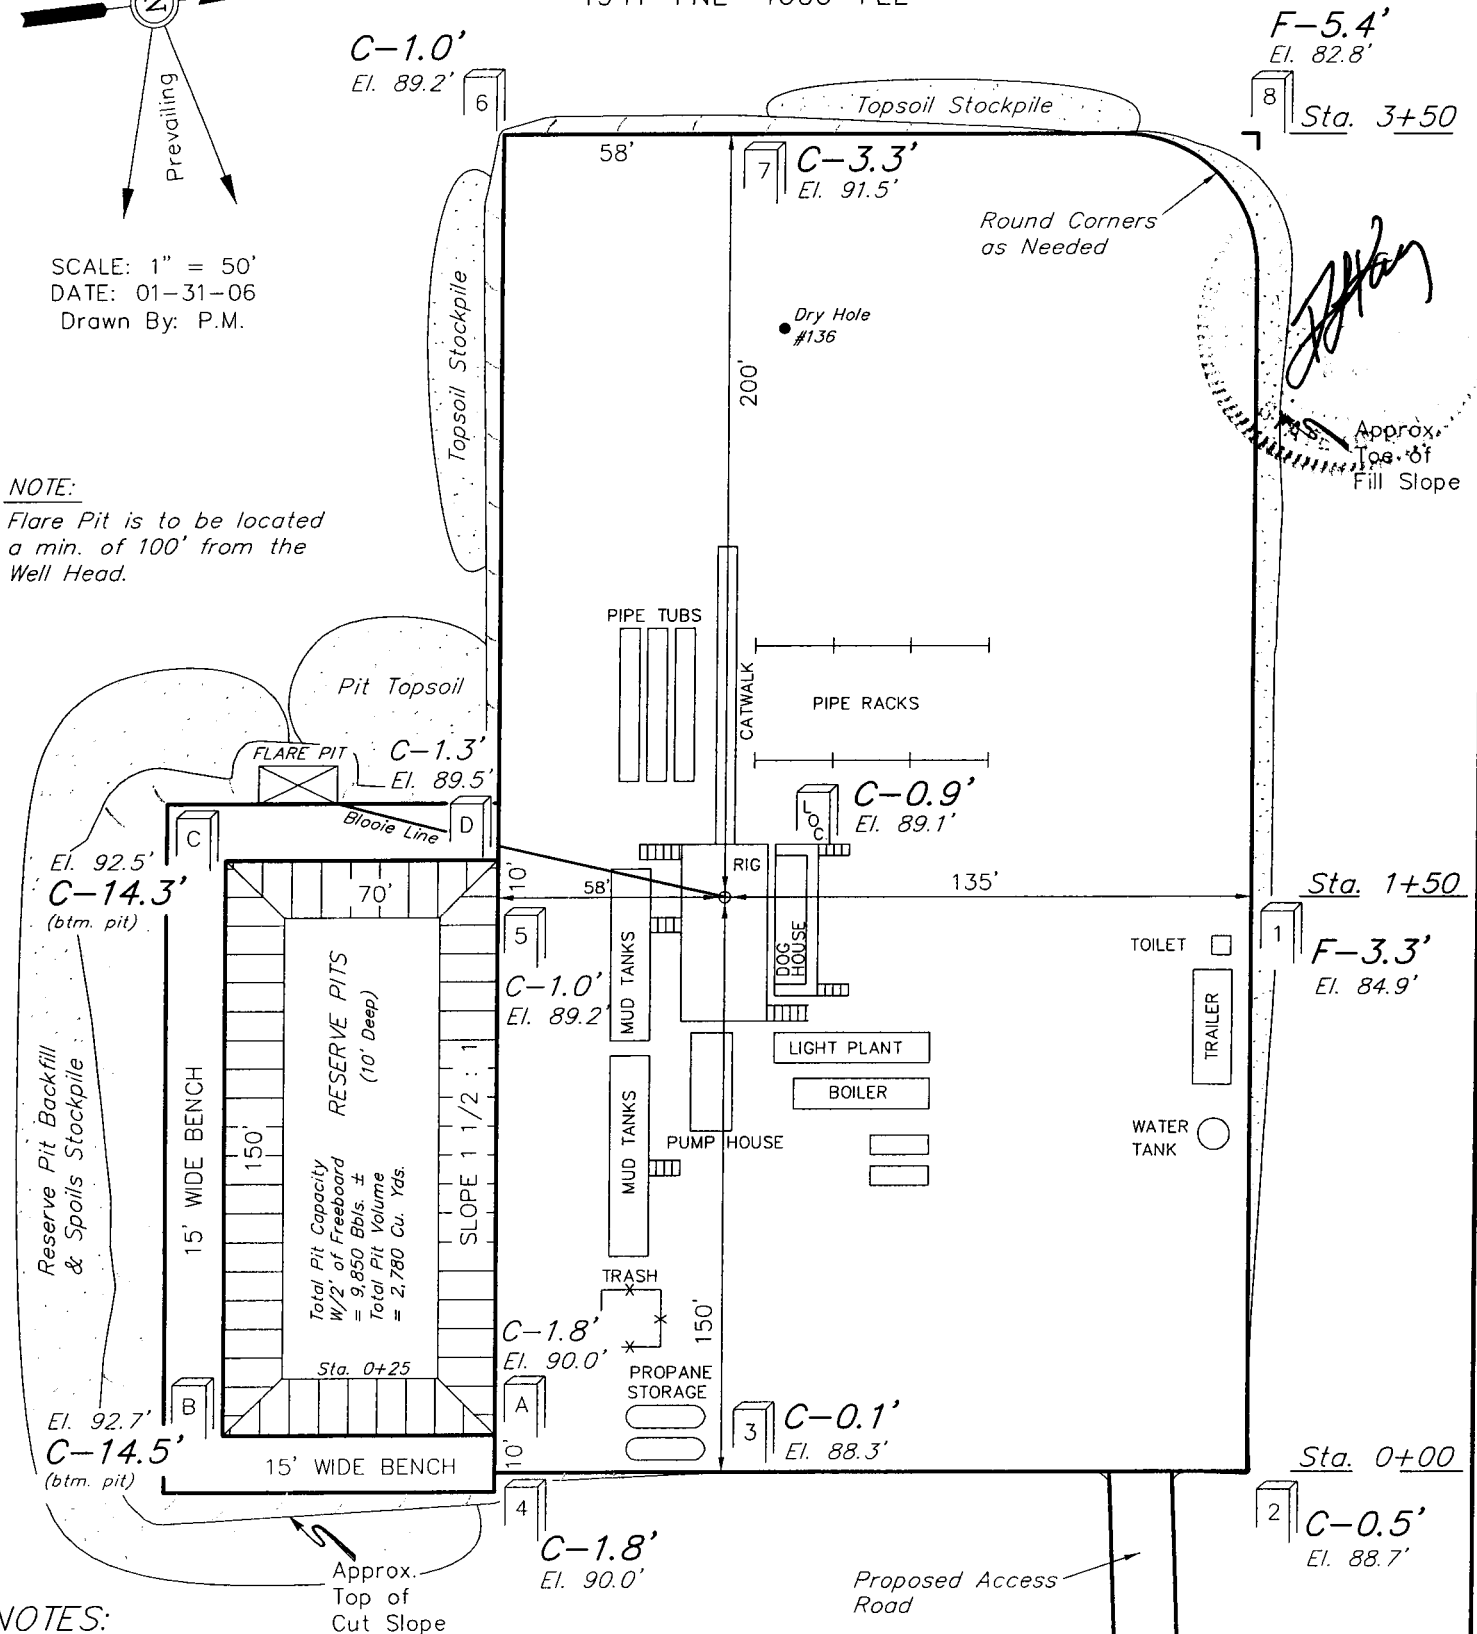 N
Prevailing
C-1.0'
El. 89.2'
6
F-5.4'
El. 82.8'
8
Sta. 3+50
Topsoil Stockpile
58'
7
C-3.3'
El. 91.5'
Round Corners
as Needed
SCALE: 1" = 50'
DATE: 01-31-06
Drawn By: P.M.
Topsoil Stockpile
Dry Hole
#136
200'
Approx.
Toe of
Fill Slope
NOTE:
Flare Pit is to be located
a min. of 100' from the
Well Head.
PIPE TUBS
CATWALK
PIPE RACKS
Pit Topsoil
FLARE PIT
C-1.3'
El. 89.5'
Blooie Line
D
C
LOC.
C-0.9'
El. 89.1'
El. 92.5'
C-14.3'
(btm. pit)
70'
10'
58'
RIG
135'
Sta. 1+50
5
C-1.0'
El. 89.2'
MUD TANKS
DOG
HOUSE
TOILET
1
F-3.3'
El. 84.9'
TRAILER
LIGHT PLANT
BOILER
PUMP HOUSE
WATER
TANK
MUD TANKS
Reserve Pit Backfill
& Spoils Stockpile
15' WIDE BENCH
150'
RESERVE PITS
(10' Deep)
Total Pit Capacity
W/2' of Freeboard
= 9,850 Bbls. ±
Total Pit Volume
= 2,780 Cu. Yds.
SLOPE 1 1/2 : 1
Sta. 0+25
TRASH
150'
C-1.8'
El. 90.0'
A
PROPANE
STORAGE
B
El. 92.7'
C-14.5'
(btm. pit)
15' WIDE BENCH
10'
3
C-0.1'
El. 88.3'
Sta. 0+00
2
C-0.5'
El. 88.7'
4
C-1.8'
El. 90.0'
Approx.
Top of
Cut Slope
Proposed Access
Road
NOTES: